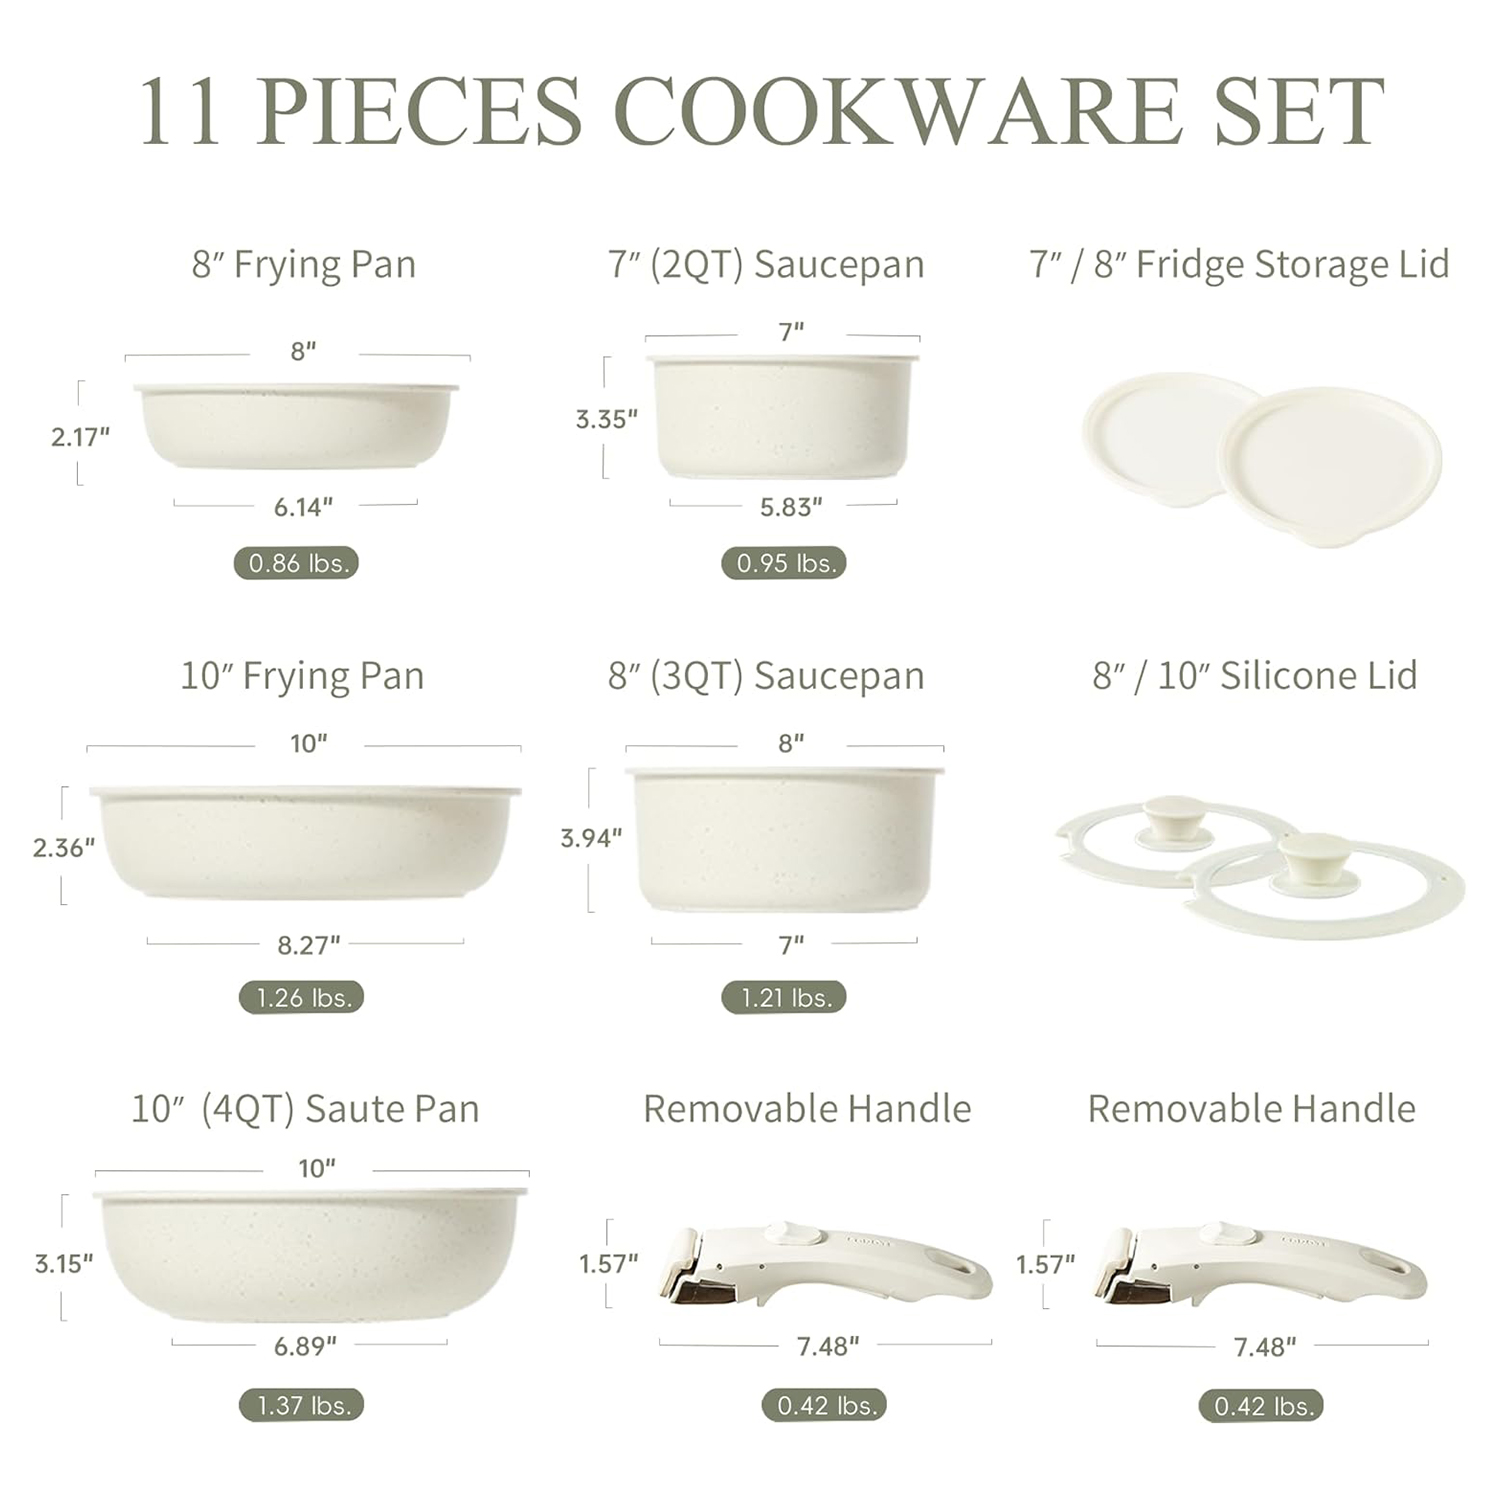 11 PIECES COOKWARE SET
8″ Frying Pan
8"
2.17"
6.14"
0.86 lbs.
7″ (2QT) Saucepan
7"
3.35"
5.83"
0.95 lbs.
7″ / 8″ Fridge Storage Lid
10″ Frying Pan
10"
2.36"
8.27"
1.26 lbs.
8″ (3QT) Saucepan
8"
3.94"
7"
1.21 lbs.
8″ / 10″ Silicone Lid
10″ (4QT) Saute Pan
10"
3.15"
6.89"
1.37 lbs.
Removable Handle
1.57"
7.48"
0.42 lbs.
Removable Handle
1.57"
7.48"
0.42 lbs.